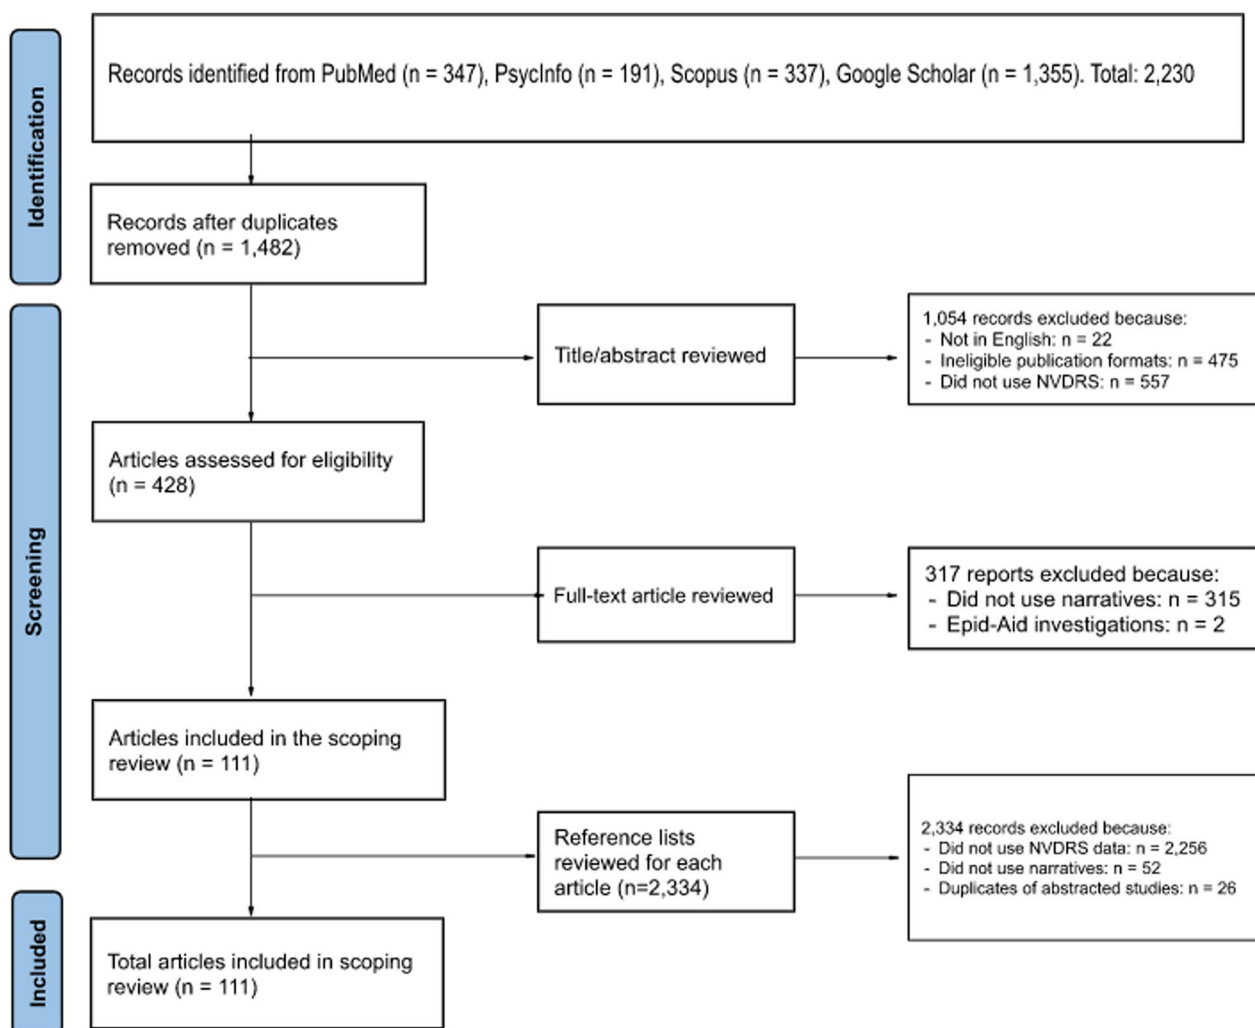 Identification
Records identified from PubMed (n = 347), PsycInfo (n = 191), Scopus (n = 337), Google Scholar (n = 1,355). Total: 2,230
Records after duplicates
removed (n = 1,482)
Screening
Title/abstract reviewed
1,054 records excluded because:
- Not in English: n = 22
- Ineligible publication formats: n = 475
- Did not use NVDRS: n = 557
Articles assessed for eligibility
(n = 428)
Full-text article reviewed
317 reports excluded because:
- Did not use narratives: n = 315
- Epid-Aid investigations: n = 2
Articles included in the scoping
review (n = 111)
Reference lists
reviewed for each
article (n=2,334)
2,334 records excluded because:
- Did not use NVDRS data: n = 2,256
- Did not use narratives: n = 52
- Duplicates of abstracted studies: n = 26
Included
Total articles included in scoping
review (n = 111)